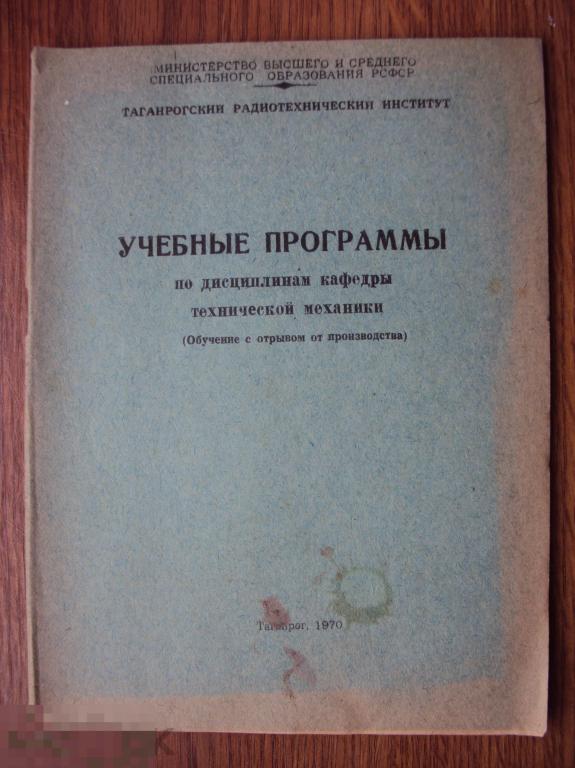 МИНИСТЕРСТВО ВЫСШЕГО И СРЕДНЕГО
СПЕЦИАЛЬНОГО ОБРАЗОВАНИЯ РСФСР
ТАГАНРОГСКИЙ РАДИОТЕХНИЧЕСКИЙ ИНСТИТУТ
УЧЕБНЫЕ ПРОГРАММЫ
по дисциплинам кафедры
технической механики
(Обучение с отрывом от производства)
Таганрог, 1970